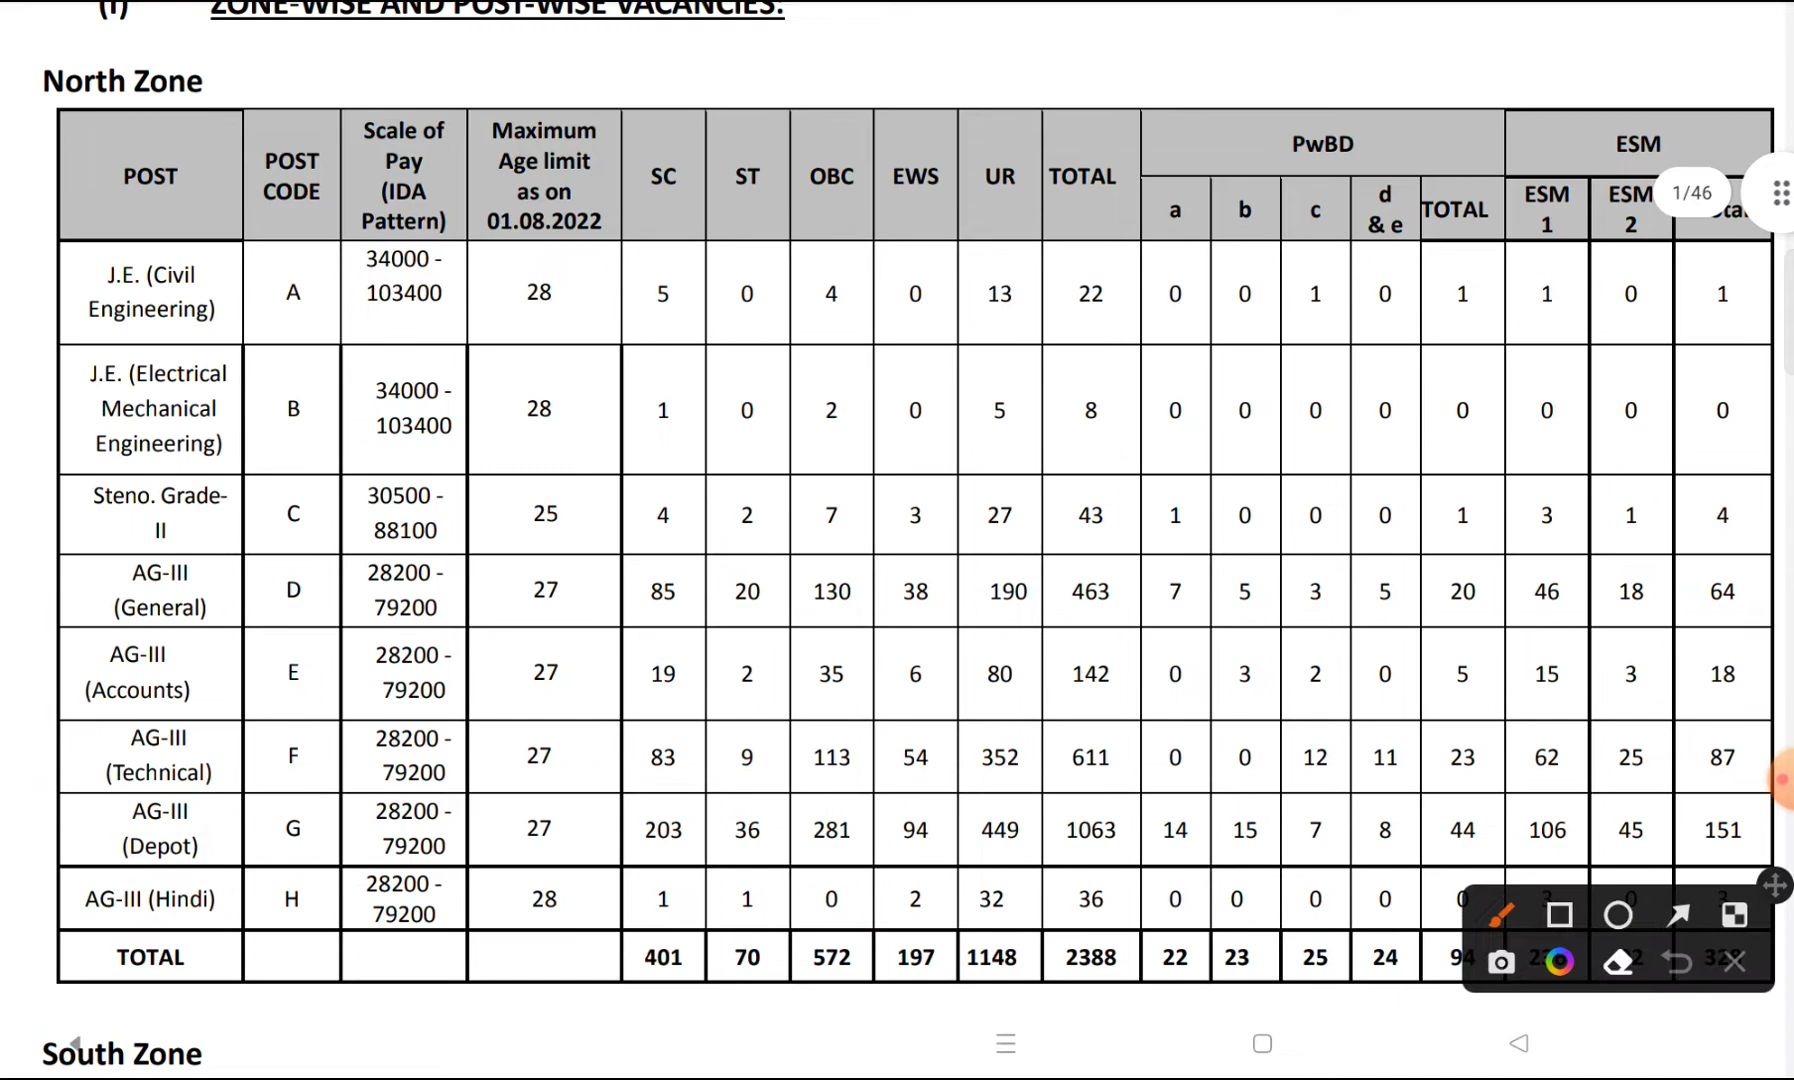 (I) ZONE-WISE AND POST-WISE VACANCIES:
North Zone
POST POST CODE Scale of Pay (IDA Pattern) Maximum Age limit as on 01.08.2022 SC ST OBC EWS UR TOTAL PwBD ESM
a b c d & e TOTAL ESM 1 ESM 2
1/46
J.E. (Civil Engineering) A 34000 - 103400 28 5 0 4 0 13 22 0 0 1 0 1 1 0 1
J.E. (Electrical Mechanical Engineering) B 34000 - 103400 28 1 0 2 0 5 8 0 0 0 0 0 0 0 0
Steno. Grade-II C 30500 - 88100 25 4 2 7 3 27 43 1 0 0 0 1 3 1 4
AG-III (General) D 28200 - 79200 27 85 20 130 38 190 463 7 5 3 5 20 46 18 64
AG-III (Accounts) E 28200 - 79200 27 19 2 35 6 80 142 0 3 2 0 5 15 3 18
AG-III (Technical) F 28200 - 79200 27 83 9 113 54 352 611 0 0 12 11 23 62 25 87
AG-III (Depot) G 28200 - 79200 27 203 36 281 94 449 1063 14 15 7 8 44 106 45 151
AG-III (Hindi) H 28200 - 79200 28 1 1 0 2 32 36 0 0 0 0 0 3 0 3
TOTAL 401 70 572 197 1148 2388 22 23 25 24 94
South Zone